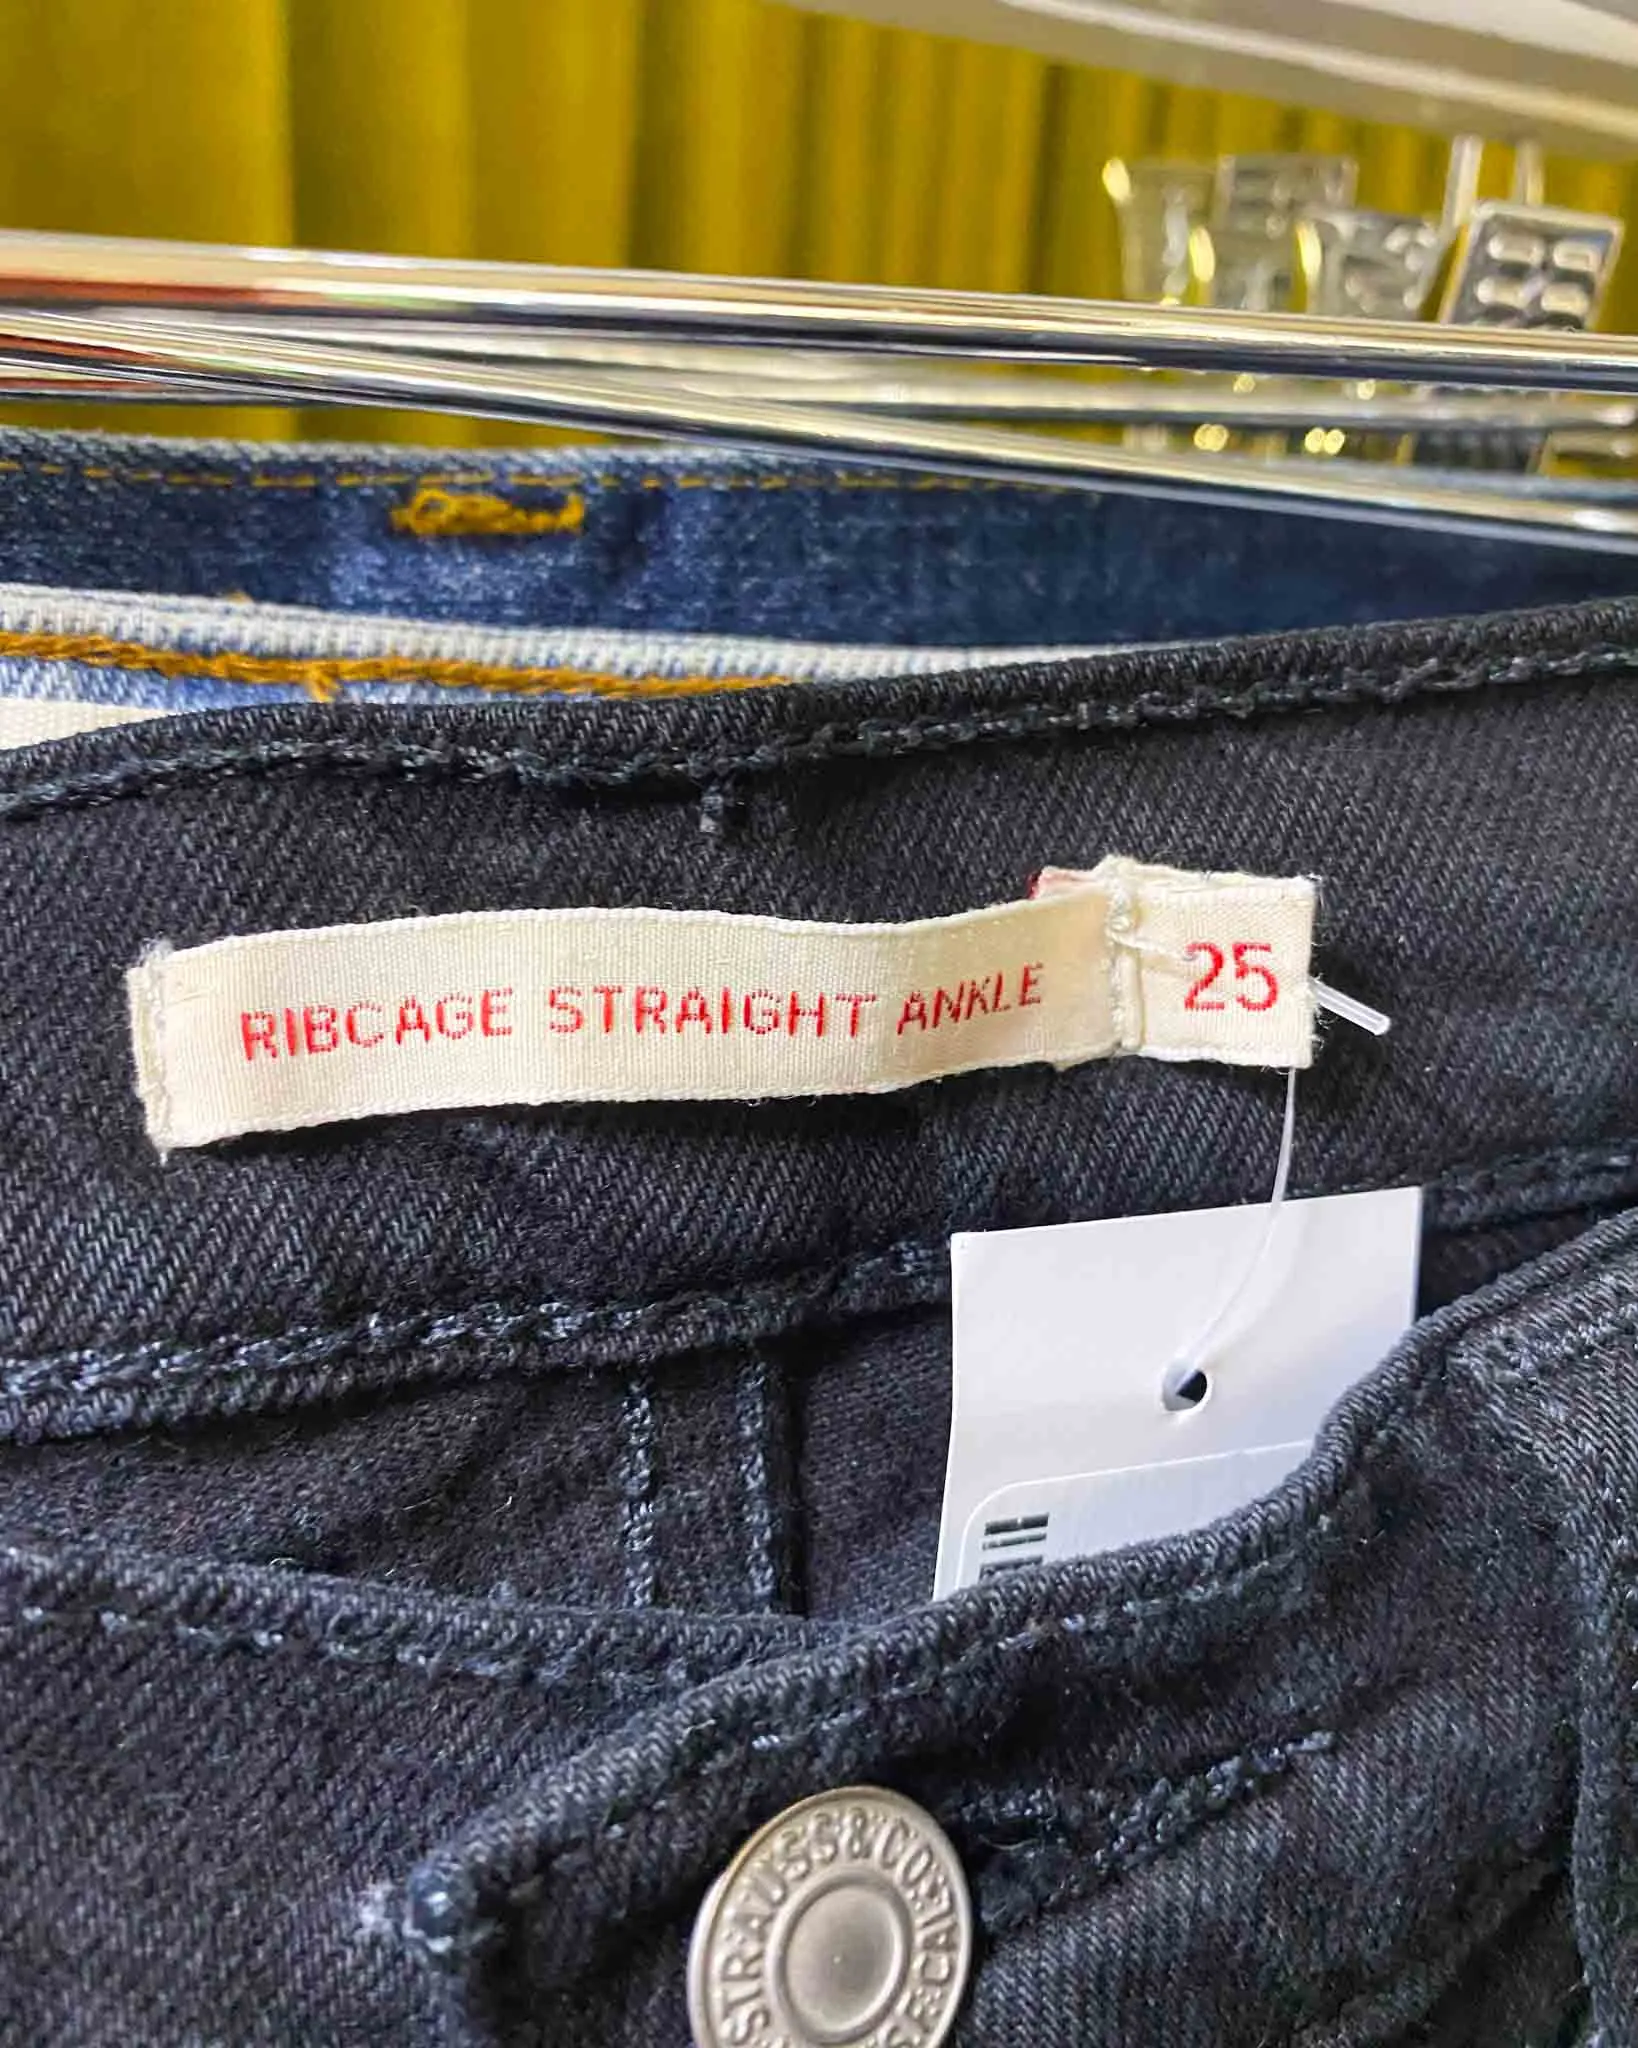 RIBCAGE STRAIGHT ANKLE
25
STRAUSS & CO.